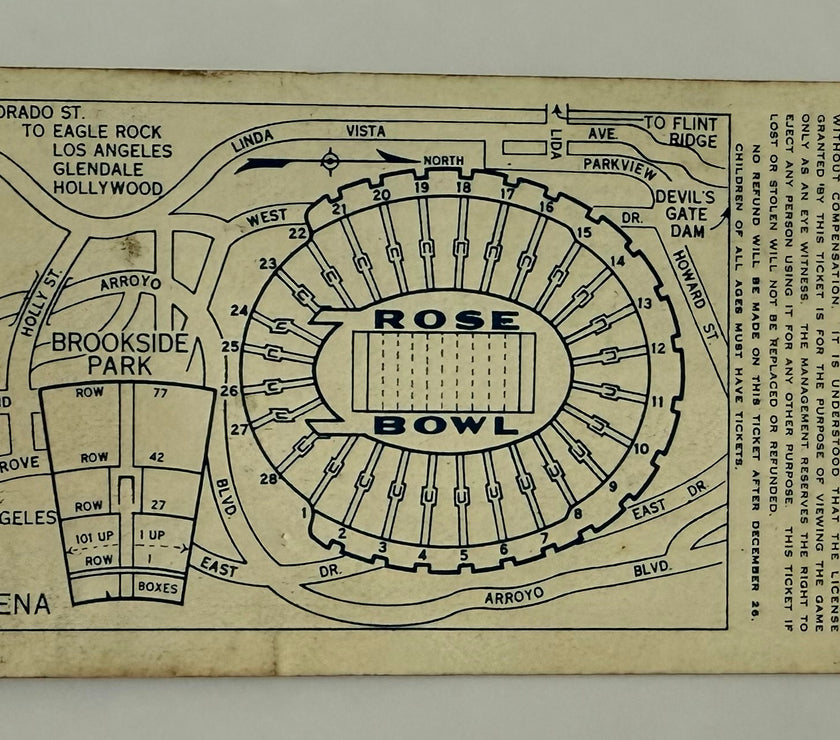 ORADO ST.
TO EAGLE ROCK
LOS ANGELES
GLENDALE
HOLLYWOOD
LINDA VISTA AVE.
LIDA
TO FLINT
RIDGE
NORTH
PARKVIEW
DEVIL'S
GATE
DAM
WEST DR.
HOWARD ST.
HOLLY ST.
ARROYO BLVD.
BROOKSIDE
PARK
ROSE
BOWL
22 21 20 19 18 17 16 15
23
14
24
13
25
12
26
11
27
10
28
9
1 2 3 4 5 6 7 8
ROW 77
ROW 42
ROW 27
101 UP 1 UP
ROW 1
BOXES
ROVE
GELES
ENA
EAST DR.
EAST DR.
ARROYO BLVD.
WITHOUT COMPENSATION. IT IS UNDERSTOOD THAT THE LICENSE
GRANTED BY THIS TICKET IS FOR THE PURPOSE OF VIEWING THE GAME
ONLY AS AN EYE WITNESS. THE MANAGEMENT RESERVES THE RIGHT TO
EJECT ANY PERSON USING IT FOR ANY OTHER PURPOSE. THIS TICKET IF
LOST OR STOLEN WILL NOT BE REPLACED OR REFUNDED.
NO REFUND WILL BE MADE ON THIS TICKET AFTER DECEMBER 26.
CHILDREN OF ALL AGES MUST HAVE TICKETS.